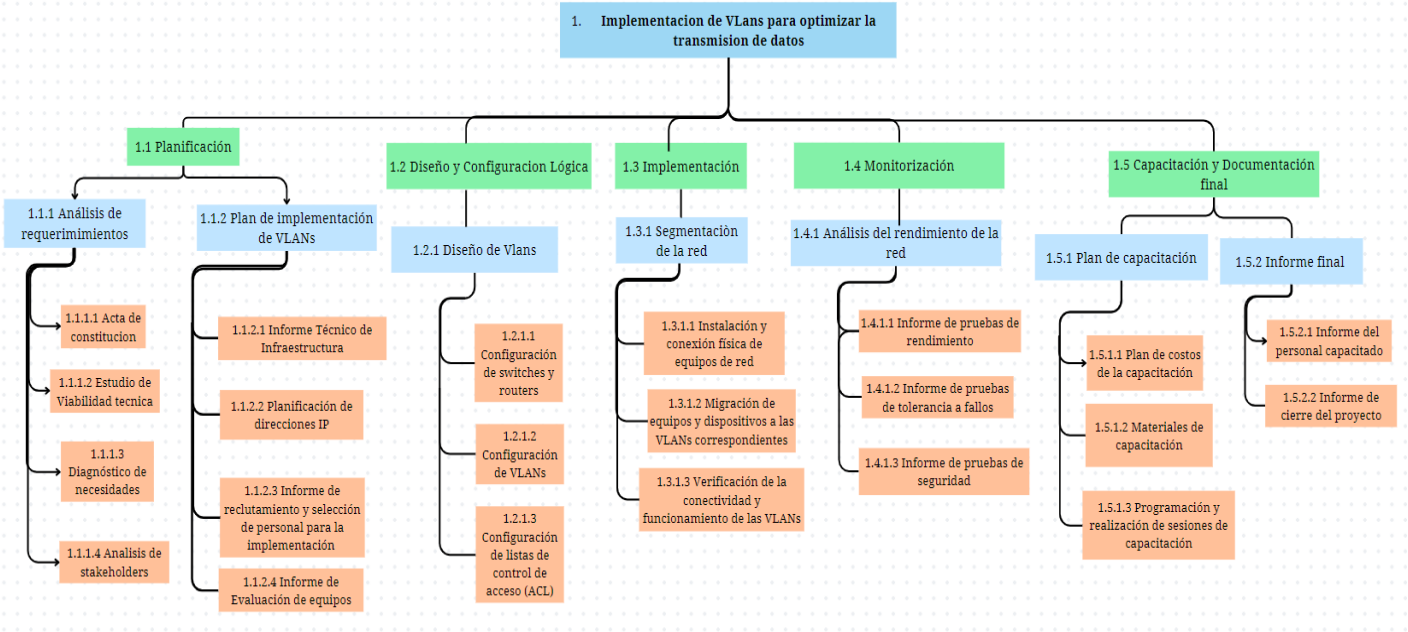 1. Implementacion de VLans para optimizar la
transmision de datos
1.1 Planificación
1.2 Diseño y Configuracion Lógica
1.3 Implementación
1.4 Monitorización
1.5 Capacitación y Documentación
final
1.1.1 Análisis de
requerimimientos
1.1.2 Plan de implementación
de VLANs
1.2.1 Diseño de Vlans
1.3.1 Segmentaciòn
de la red
1.4.1 Análisis del rendimiento de la
red
1.5.1 Plan de capacitación
1.5.2 Informe final
1.1.1.1 Acta de
constitucion
1.1.1.2 Estudio de
Viabilidad tecnica
1.1.1.3
Diagnóstico de
necesidades
1.1.1.4 Analisis de
stakeholders
1.1.2.1 Informe Técnico de
Infraestructura
1.1.2.2 Planificación de
direcciones IP
1.1.2.3 Informe de
reclutamiento y selección
de personal para la
implementación
1.1.2.4 Informe de
Evaluación de equipos
1.2.1.1
Configuración
de switches y
routers
1.2.1.2
Configuración
de VLANs
1.2.1.3
Configuración
de listas de
control de
acceso (ACL)
1.3.1.1 Instalación y
conexión física de
equipos de red
1.3.1.2 Migración de
equipos y dispositivos a las
VLANs correspondientes
1.3.1.3 Verificación de la
conectividad y
funcionamiento de las VLANs
1.4.1.1 Informe de pruebas de
rendimiento
1.4.1.2 Informe de pruebas
de tolerancia a fallos
1.4.1.3 Informe de pruebas de
seguridad
1.5.1.1 Plan de costos
de la capacitación
1.5.1.2 Materiales de
capacitación
1.5.1.3 Programación y
realización de sesiones de
capacitación
1.5.2.1 Informe del
personal capacitado
1.5.2.2 Informe de
cierre del proyecto